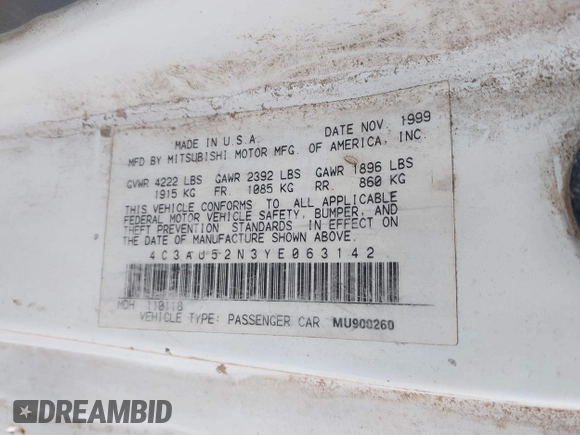 MADE IN U.S.A. DATE NOV. 1999
MFD BY MITSUBISHI MOTOR MFG. OF AMERICA, INC.
GVWR 4222 LBS GAWR 2392 LBS GAWR 1896 LBS
1915 KG FR. 1085 KG RR. 860 KG
THIS VEHICLE CONFORMS TO ALL APPLICABLE
FEDERAL MOTOR VEHICLE SAFETY, BUMPER, AND
THEFT PREVENTION STANDARDS IN EFFECT ON
THE DATE OF MANUFACTURE SHOWN ABOVE.
4C3AU52N3YE063142
MDH 110118
VEHICLE TYPE: PASSENGER CAR MU900260
DREAMBID